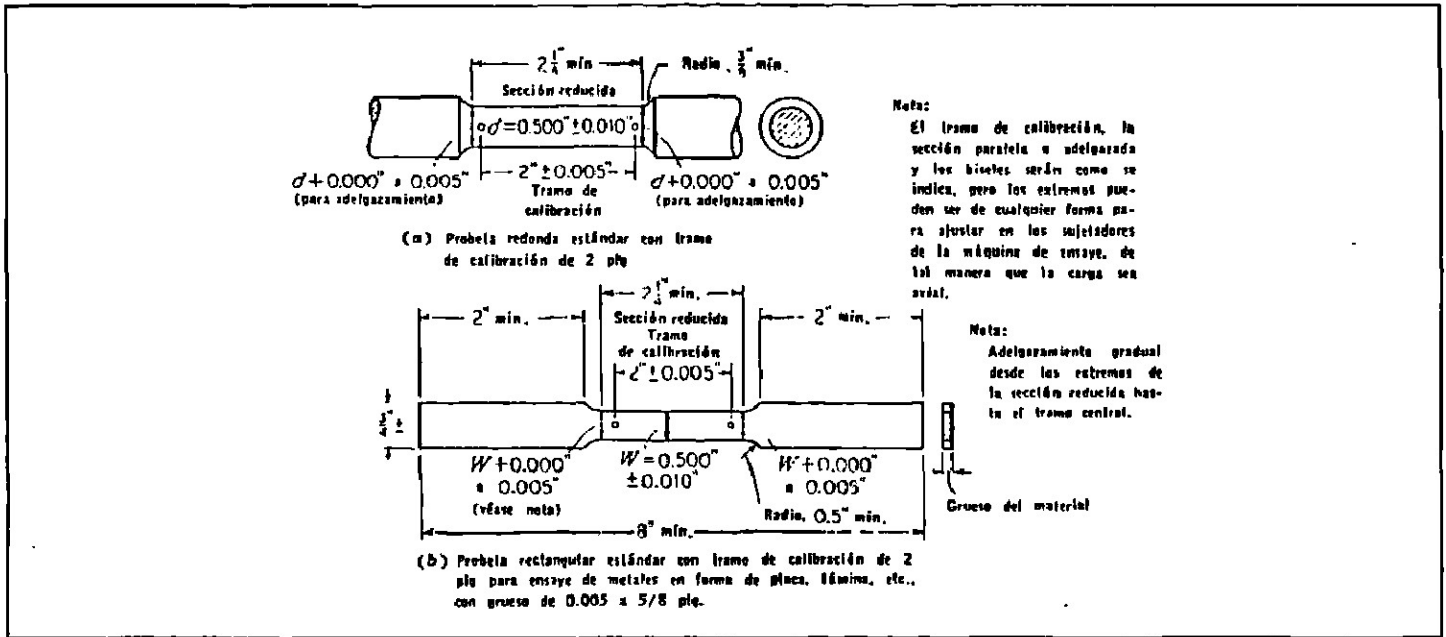 2 1/4" mín
Radio, 3/8" mín.
Sección reducida
d=0.500" ±0.010"
2" ±0.005"
Tramo de
calibración
d+0.000" a 0.005"
(para adelgazamiento)
d+0.000" a 0.005"
(para adelgazamiento)
(a) Probeta redonda estándar con tramo
de calibración de 2 plg
Nota:
El tramo de calibración, la
sección paralela o adelgazada
y los biseles serán como se
indica, pero los extremos pue-
den ser de cualquier forma pa-
ra ajustar en los sujetadores
de la máquina de ensaye, de
tal manera que la carga sea
axial.
2" mín.
2 1/4" mín.
2" mín.
Sección reducida
Tramo
de calibración
2" ±0.005"
Nota:
Adelgazamiento gradual
desde los extremos de
la sección reducida has-
ta el tramo central.
W+0.000"
a 0.005"
(véase nota)
W=0.500"
±0.010"
W+0.000"
a 0.005"
Radio, 0.5" mín.
Grueso del material
8" mín.
(b) Probeta rectangular estándar con tramo de calibración de 2
plg para ensaye de metales en forma de placa, lámina, etc.,
con grueso de 0.005 a 5/8 plg.